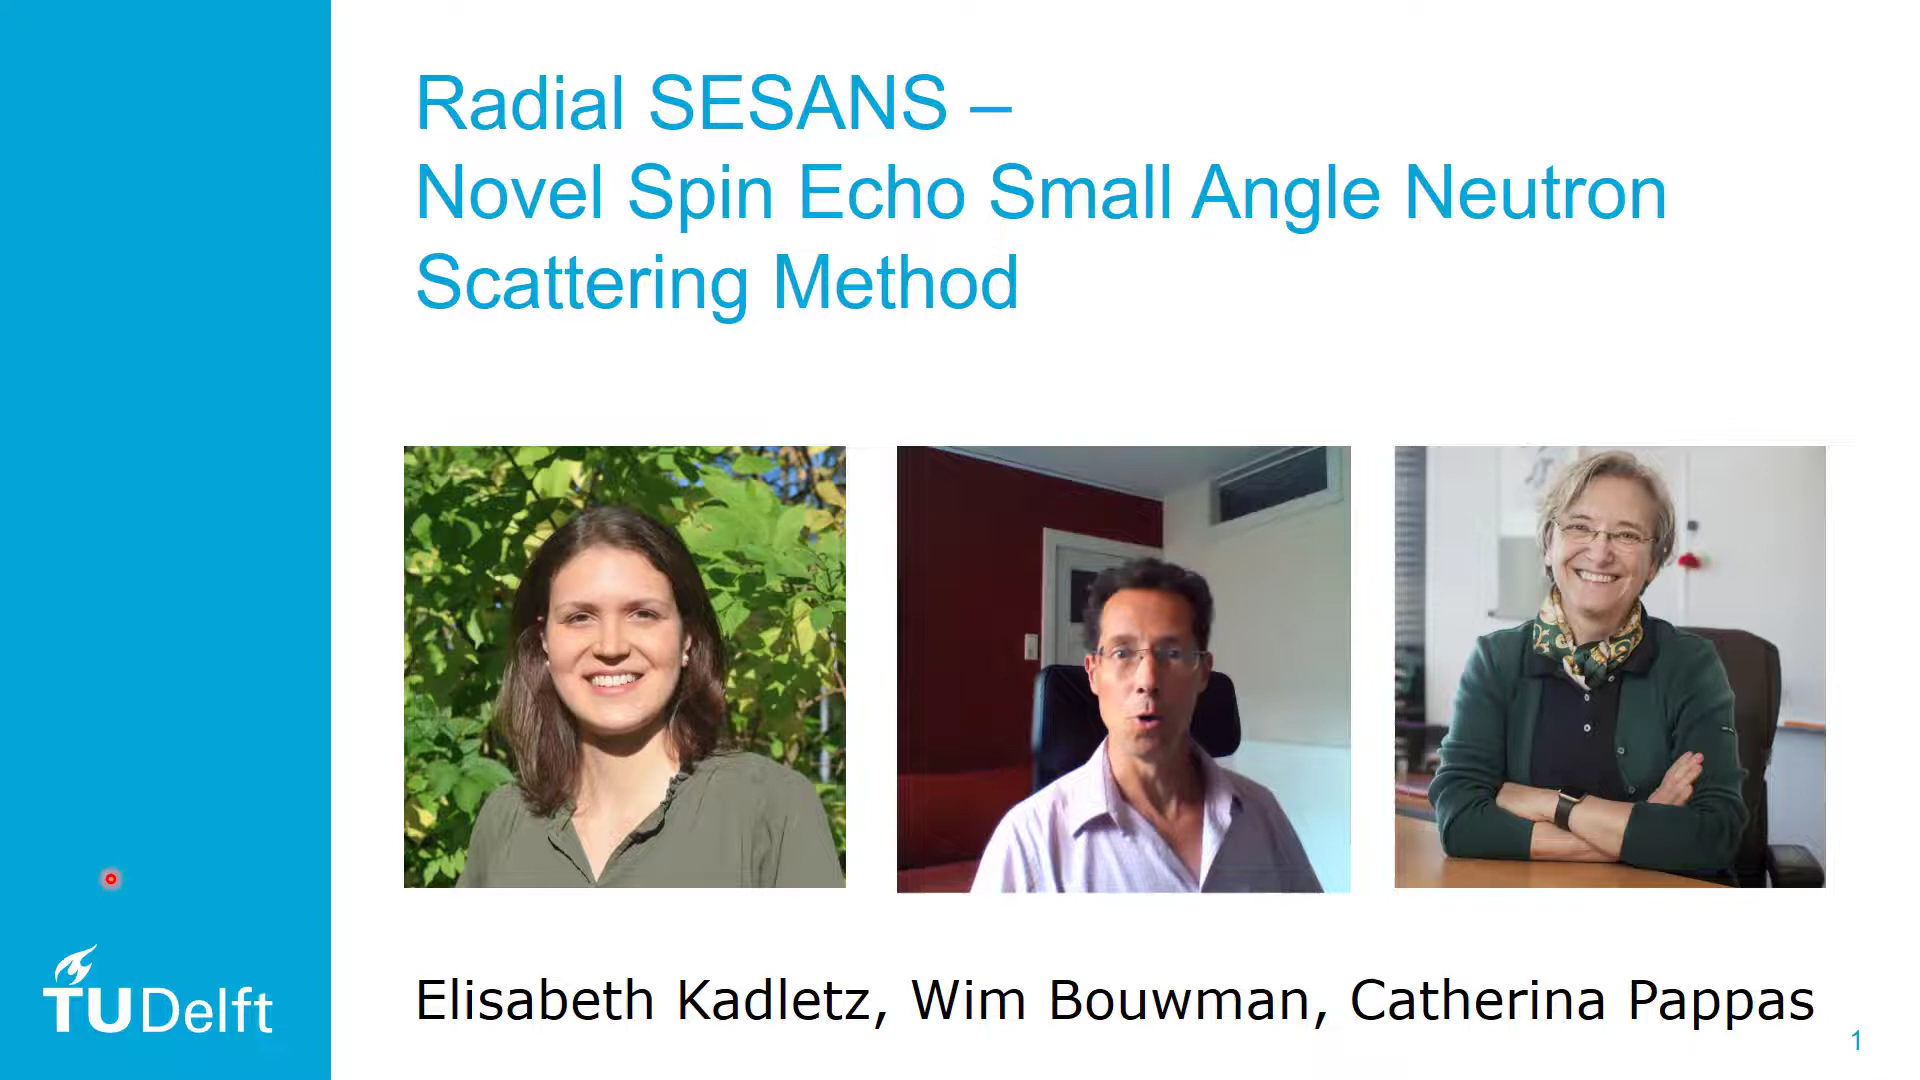 Radial SESANS –
Novel Spin Echo Small Angle Neutron
Scattering Method
Elisabeth Kadletz, Wim Bouwman, Catherina Pappas
TUDelft
1